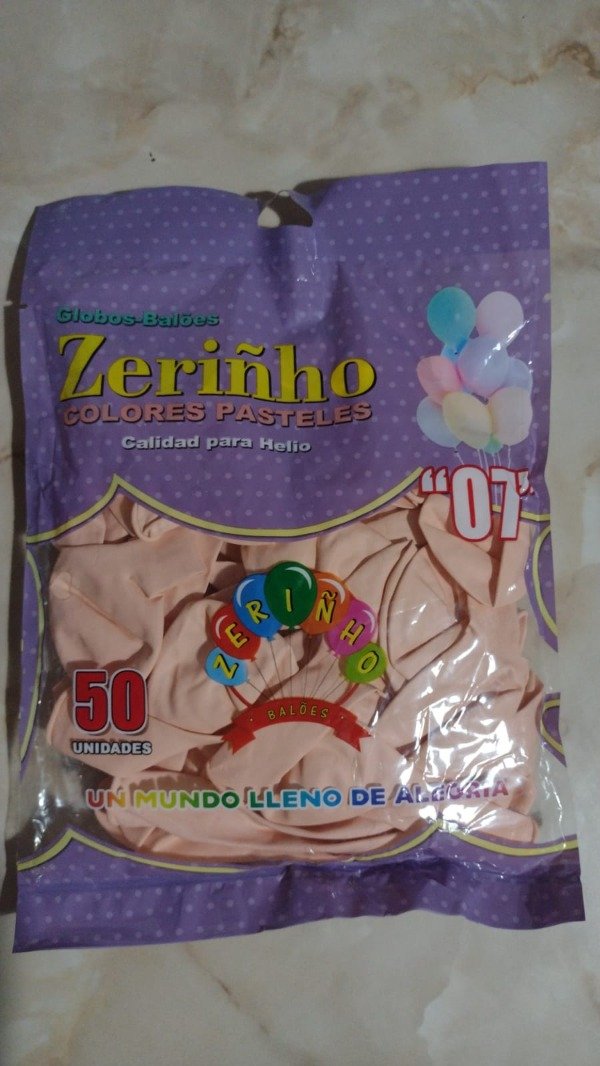 Globos-Balões
Zeriñho
COLORES PASTELES
Calidad para Helio
“07”
ZERIÑHO
BALÕES
50
UNIDADES
UN MUNDO LLENO DE ALEGRIA